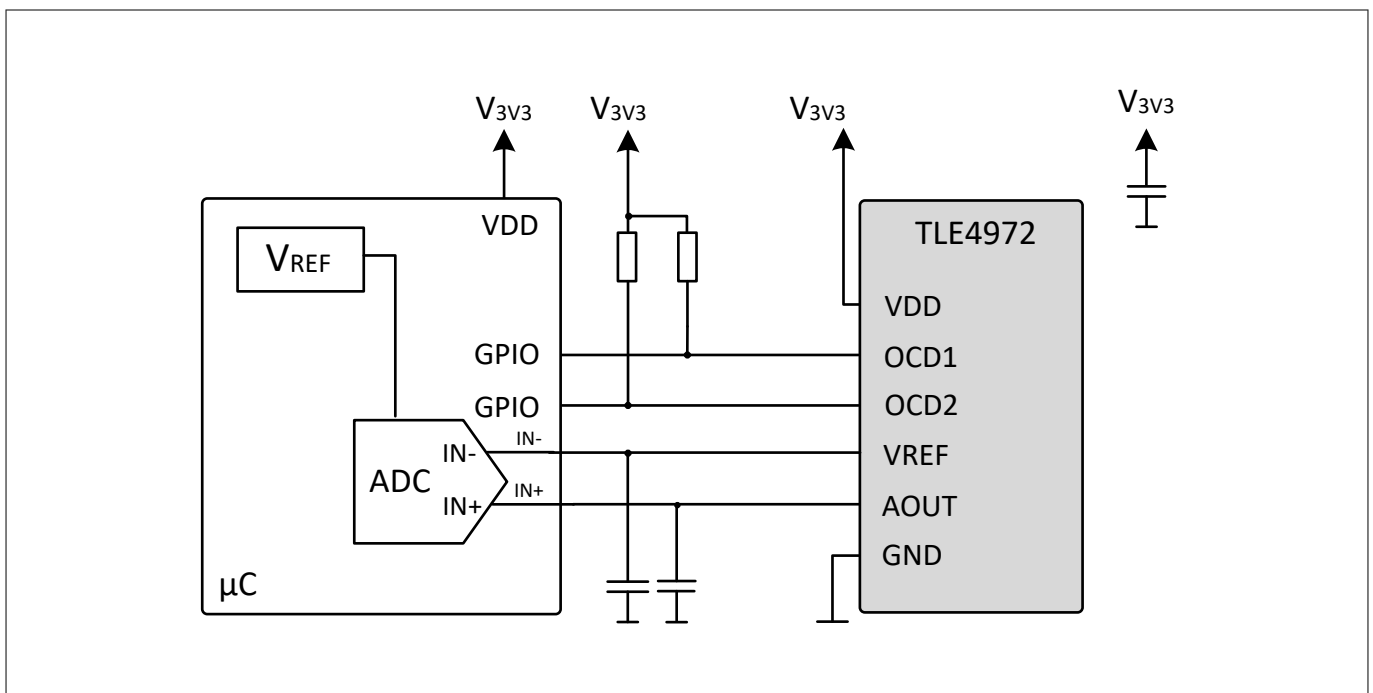 V3V3
V3V3
V3V3
V3V3
VDD
VREF
GPIO
GPIO
IN-
IN-
ADC
IN+
IN+
µC
TLE4972
VDD
OCD1
OCD2
VREF
AOUT
GND